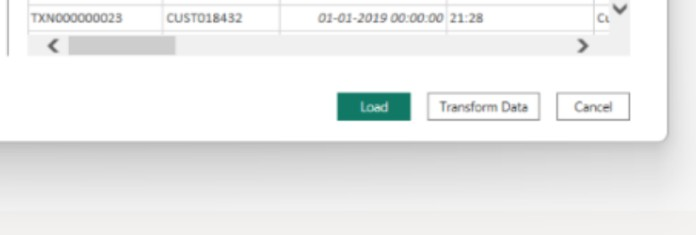 TXN000000023 CUST018432 01-01-2019 00:00:00 21:28
Load Transform Data Cancel